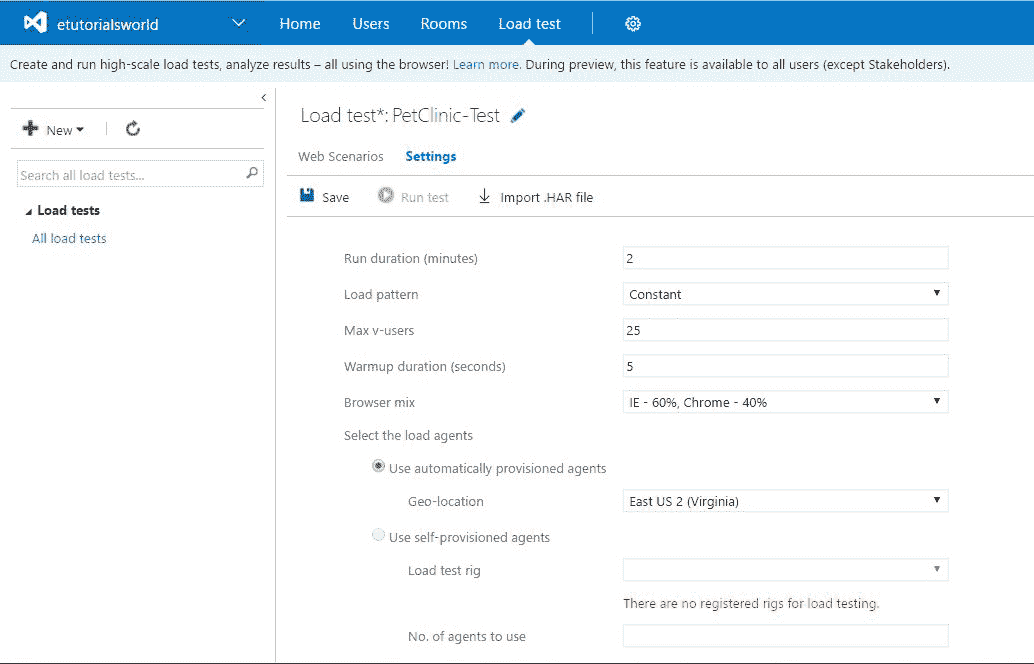 etutorialsworld Home Users Rooms Load test
Create and run high-scale load tests, analyze results – all using the browser! Learn more. During preview, this feature is available to all users (except Stakeholders).
New
Search all load tests...
Load tests
All load tests
Load test*: PetClinic-Test
Web Scenarios Settings
Save Run test Import .HAR file
Run duration (minutes) 2
Load pattern Constant
Max v-users 25
Warmup duration (seconds) 5
Browser mix IE - 60%, Chrome - 40%
Select the load agents
Use automatically provisioned agents
Geo-location East US 2 (Virginia)
Use self-provisioned agents
Load test rig
There are no registered rigs for load testing.
No. of agents to use